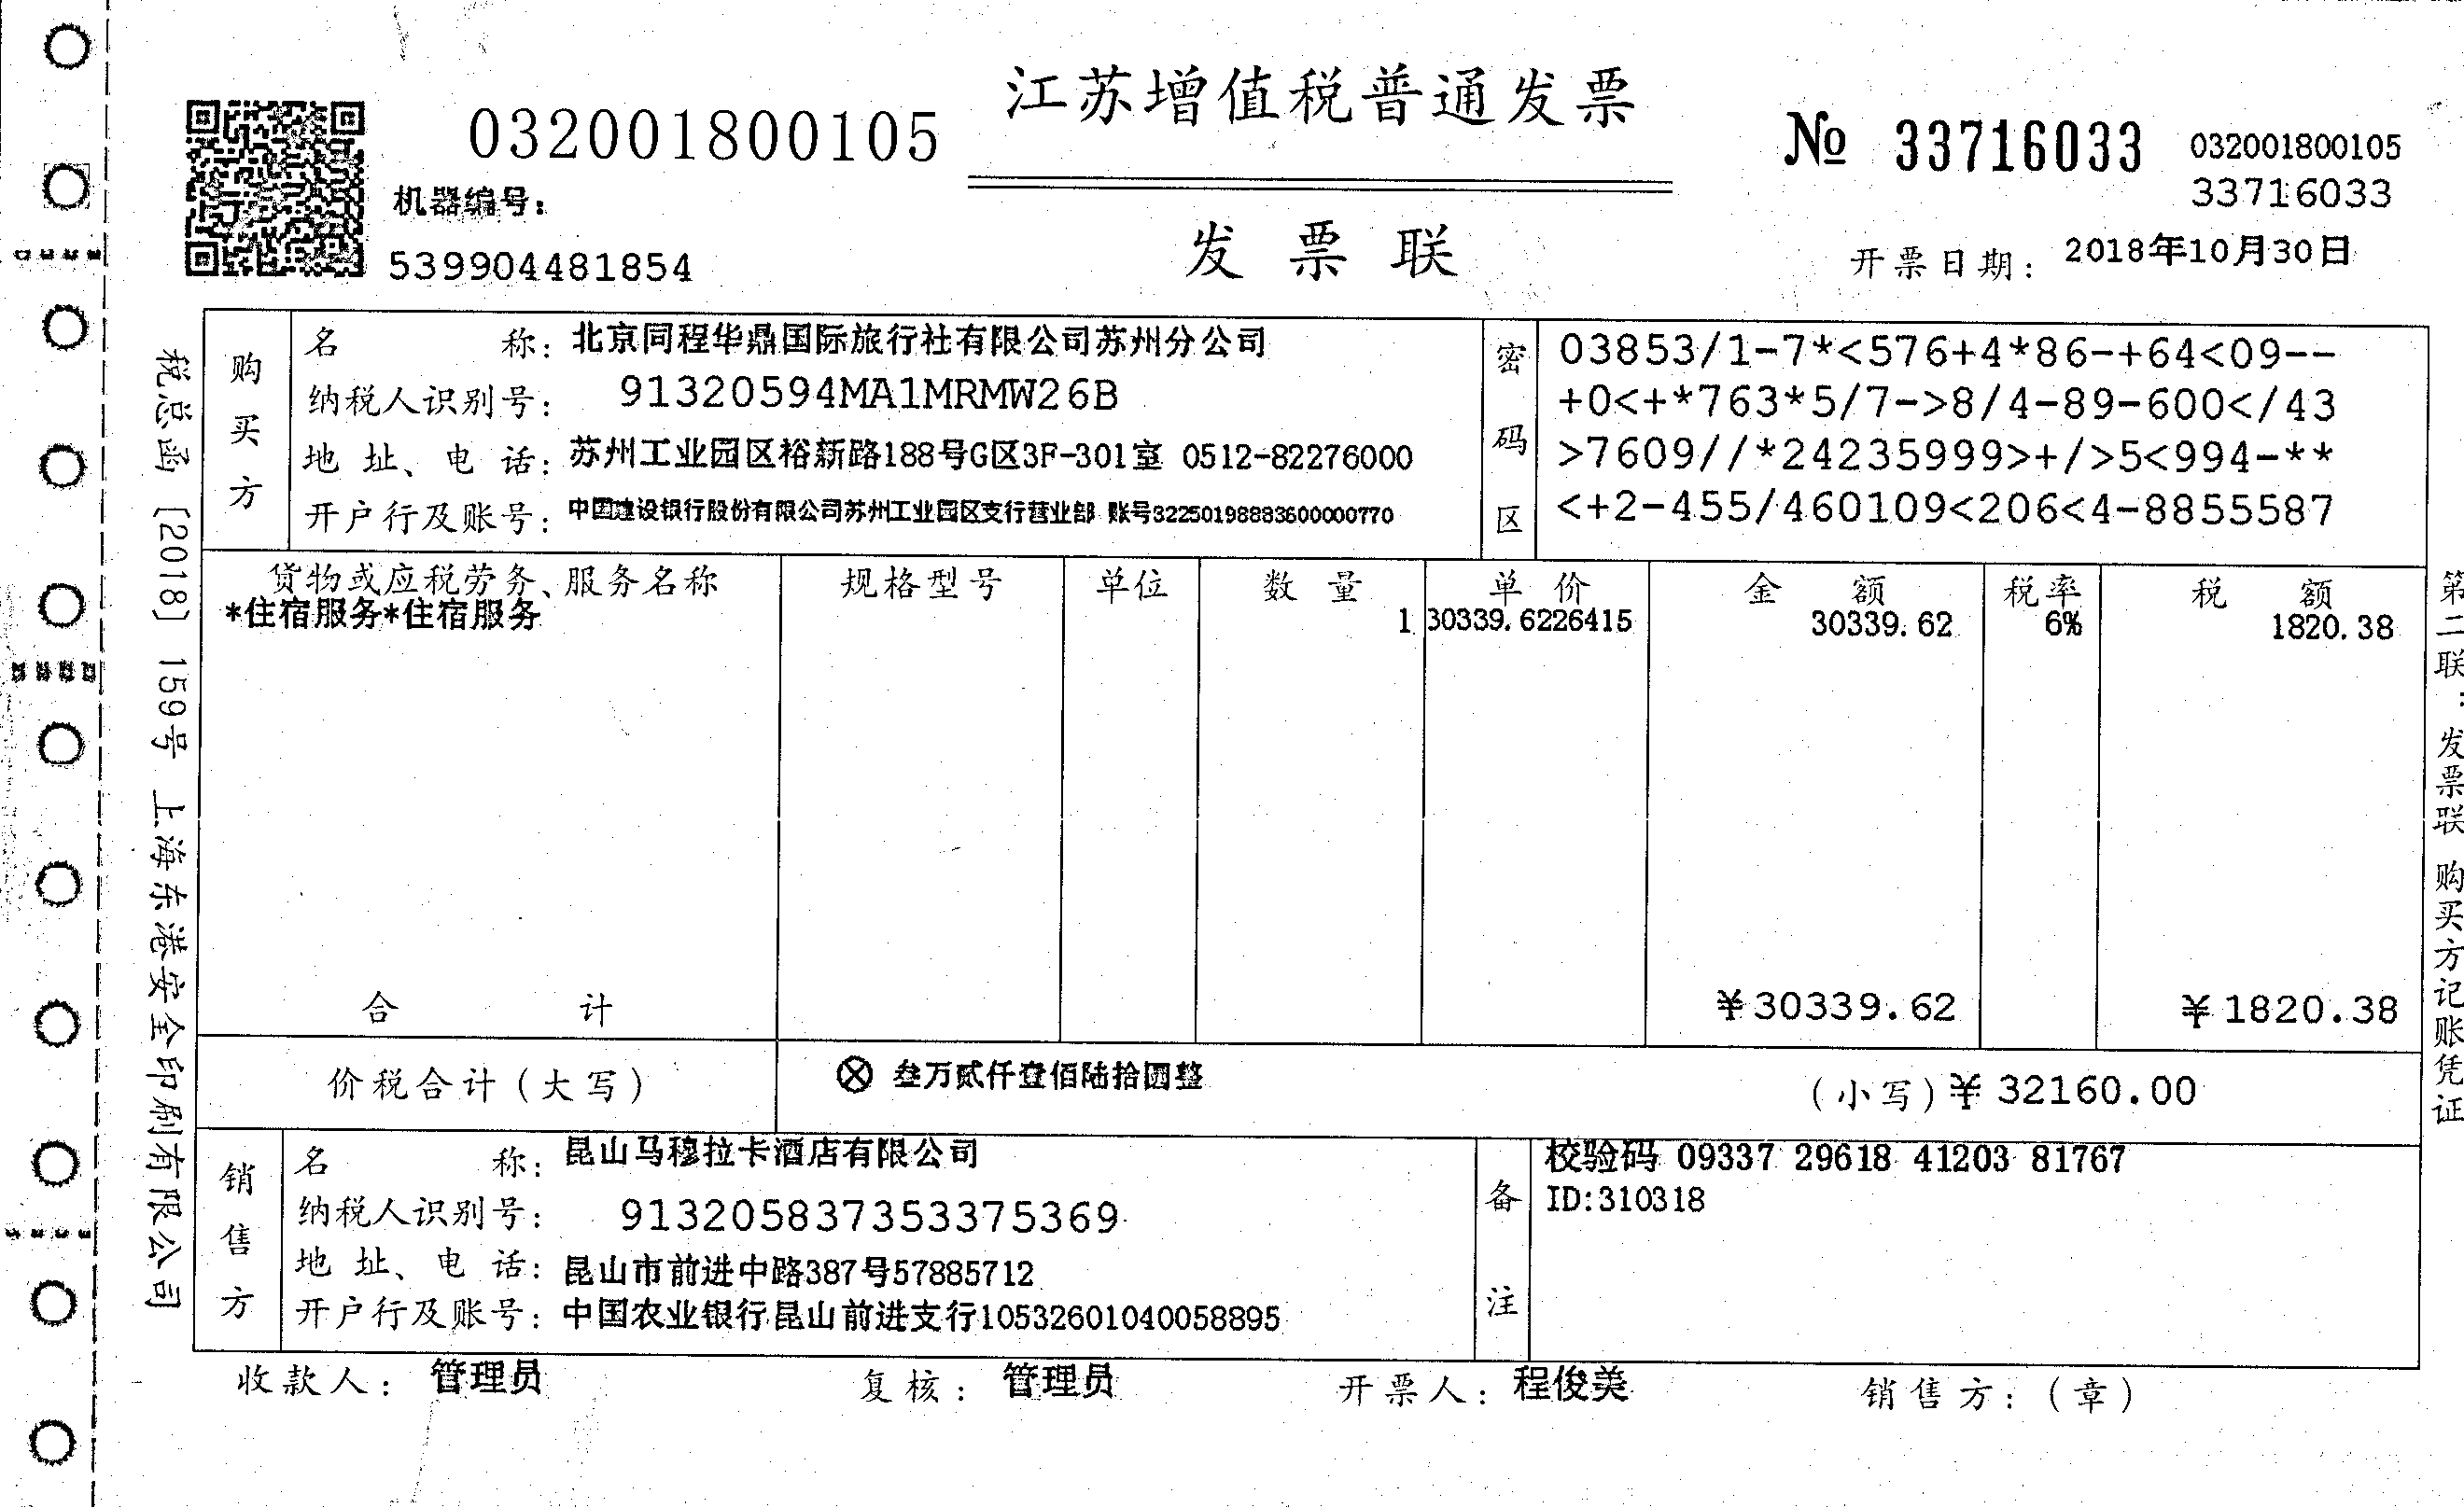 江苏增值税普通发票
032001800105
№ 33716033
032001800105
33716033
机器编号：
539904481854
发票联
开票日期： 2018年10月30日
税总函〔2018〕159号 上海东港安全印刷有限公司
购买方
名称： 北京同程华鼎国际旅行社有限公司苏州分公司
纳税人识别号： 91320594MA1MRMW26B
地址、电话： 苏州工业园区裕新路188号G区3F-301室 0512-82276000
开户行及账号： 中国建设银行股份有限公司苏州工业园区支行营业部 账号32250198883600000770
密码区
03853/1-7*<576+4*86-+64<09--
+0<+*763*5/7->8/4-89-600</43
>7609//*24235999>+/>5<994-**
<+2-455/460109<206<4-8855587
货物或应税劳务、服务名称 规格型号 单位 数量 单价 金额 税率 税额
*住宿服务*住宿服务 1 30339.6226415 30339.62 6% 1820.38
合计 ¥30339.62 ¥1820.38
价税合计（大写） ⊗ 叁万贰仟壹佰陆拾圆整 （小写）¥32160.00
销售方
名称： 昆山马穆拉卡酒店有限公司
纳税人识别号： 913205837353375369
地址、电话： 昆山市前进中路387号57885712
开户行及账号： 中国农业银行昆山前进支行10532601040058895
备注
校验码 09337 29618 41203 81767
ID:310318
收款人： 管理员 复核： 管理员 开票人： 程俊美 销售方：（章）
第二联：发票联 购买方记账凭证